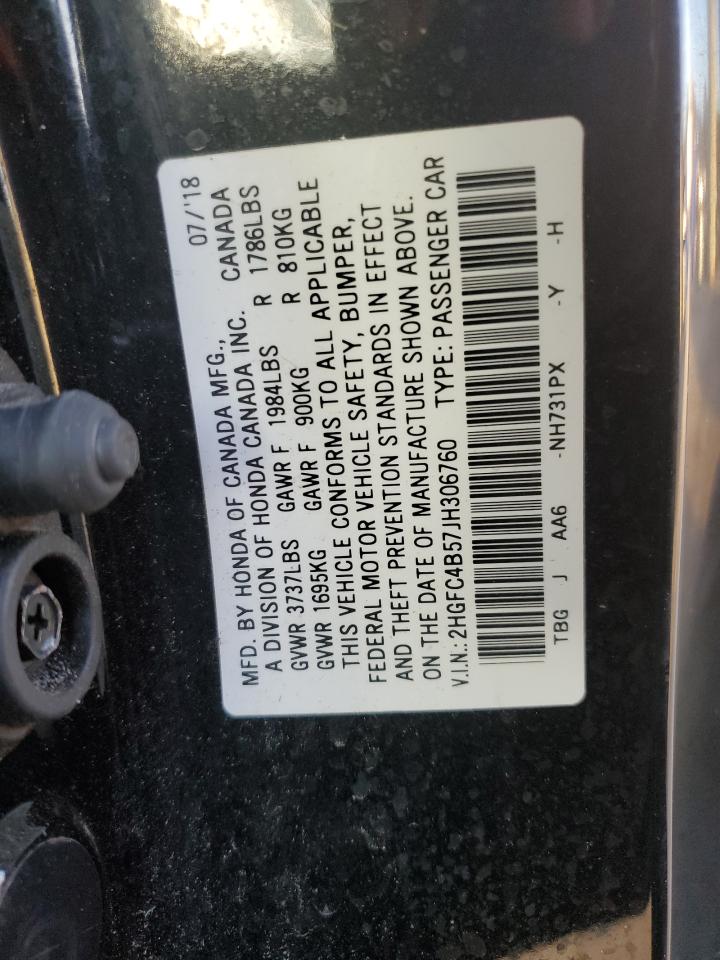 07/'18
MFD. BY HONDA OF CANADA MFG.,
A DIVISION OF HONDA CANADA INC. CANADA
GVWR 3737LBS GAWR F 1984LBS R 1786LBS
GVWR 1695KG GAWR F 900KG R 810KG
THIS VEHICLE CONFORMS TO ALL APPLICABLE
FEDERAL MOTOR VEHICLE SAFETY, BUMPER,
AND THEFT PREVENTION STANDARDS IN EFFECT
ON THE DATE OF MANUFACTURE SHOWN ABOVE.
V.I.N.: 2HGFC4B57JH306760 TYPE: PASSENGER CAR
TBG J AA6 -NH731PX -Y -H